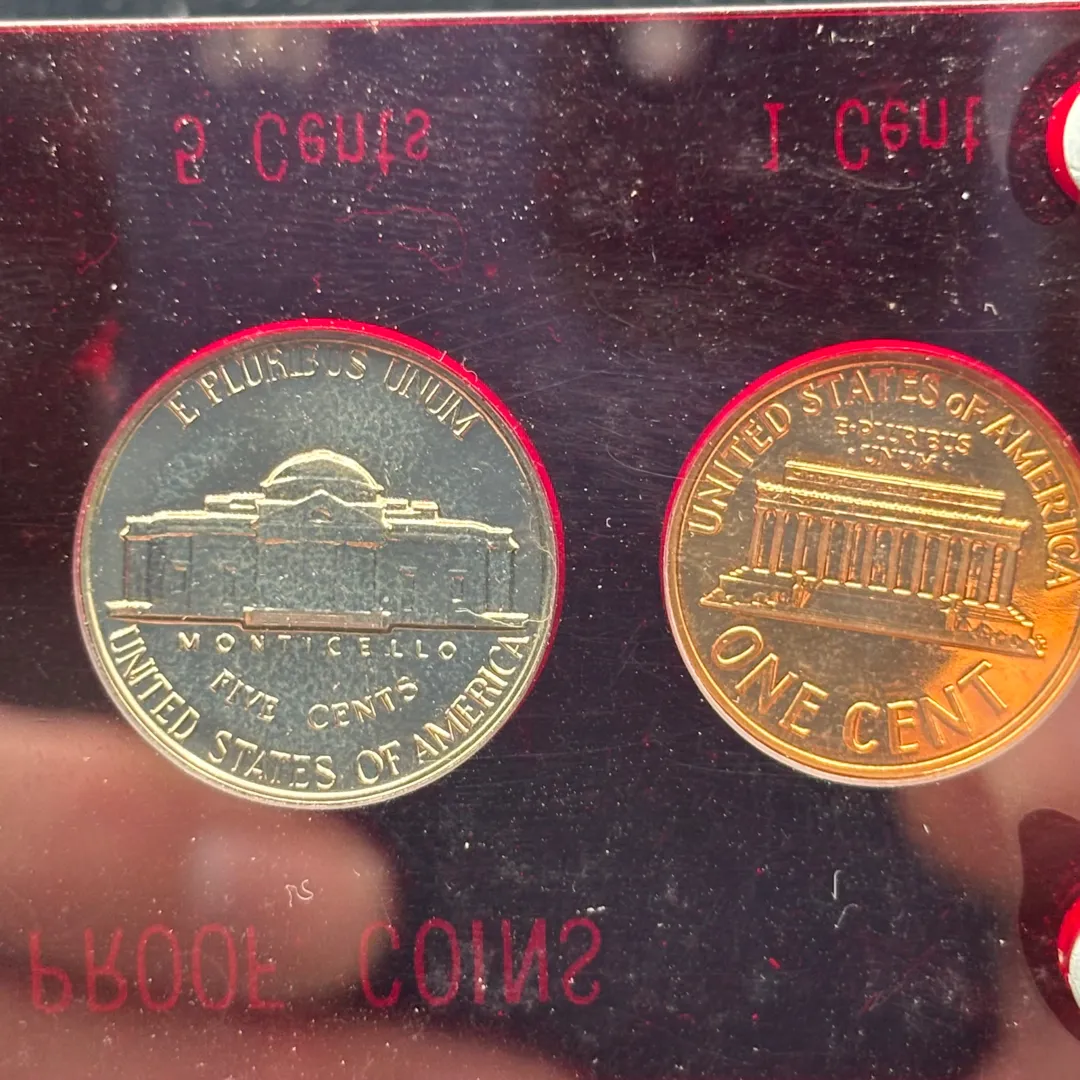 5 Cents
1 Cent
E PLURIBUS UNUM
MONTICELLO
FIVE CENTS
UNITED STATES OF AMERICA
UNITED STATES OF AMERICA
E·PLURIBUS
·UNUM·
ONE CENT
PROOF COINS